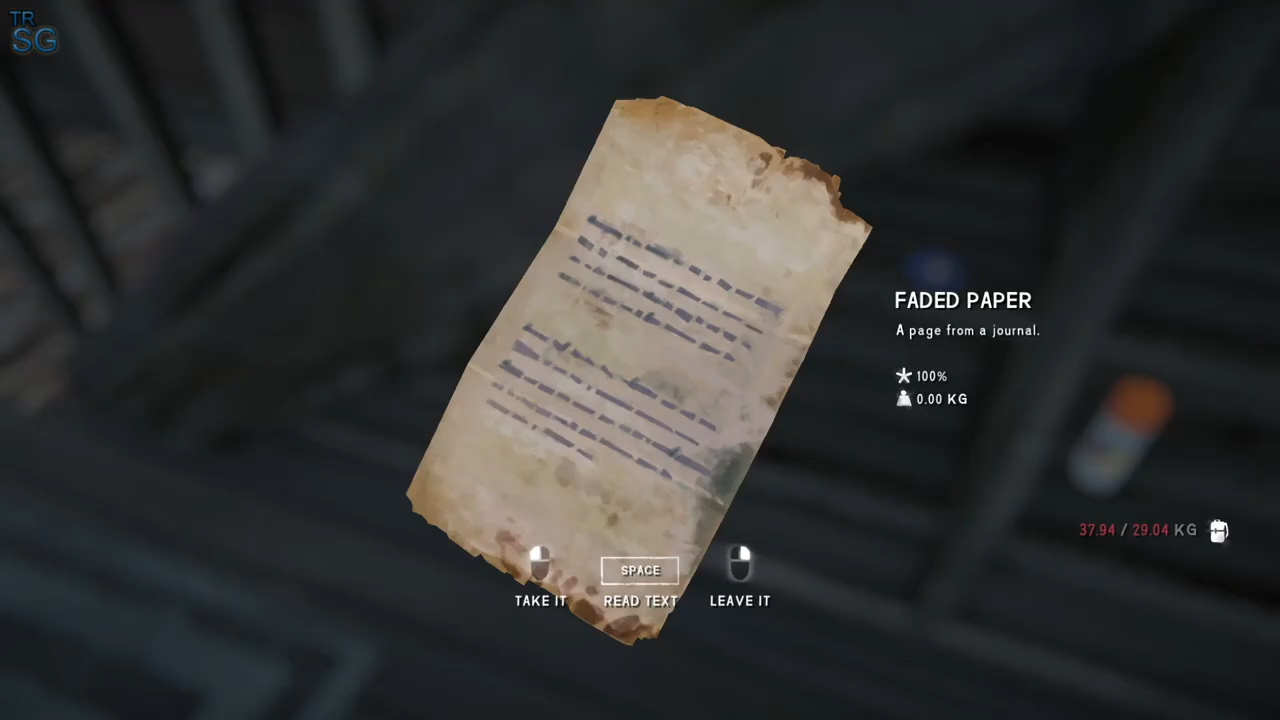 TR
SG
FADED PAPER
A page from a journal.
100%
0.00 KG
37.94 / 29.04 KG
SPACE
TAKE IT
READ TEXT
LEAVE IT